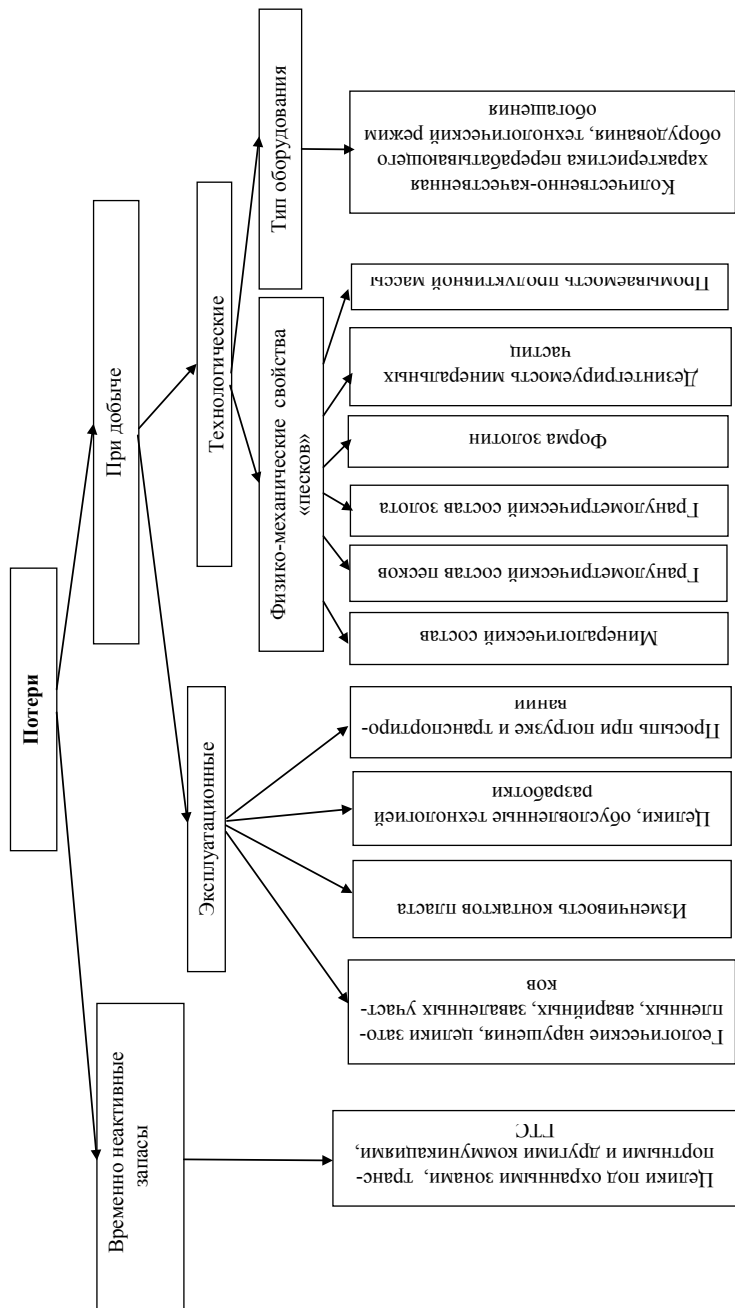 Потери
Временно неактивные
запасы
При добыче
Эксплуатационные
Технологические
Физико-механические свойства
«песков»
Тип оборудования
Целики под охранными зонами, транс-
портными и другими коммуникациями,
ГТС
Геологические нарушения, целики зато-
пленных, аварийных, заваленных участ-
ков
Изменчивость контактов пласта
Целики, обусловленные технологией
разработки
Просыпь при погрузке и транспортиро-
вании
Минералогический состав
Гранулометрический состав песков
Гранулометрический состав золота
Форма золотин
Дезинтегрируемость минеральных
частиц
Промываемость продуктивной массы
Количественно-качественная
характеристика перерабатывающего
оборудования, технологический режим
обогащения